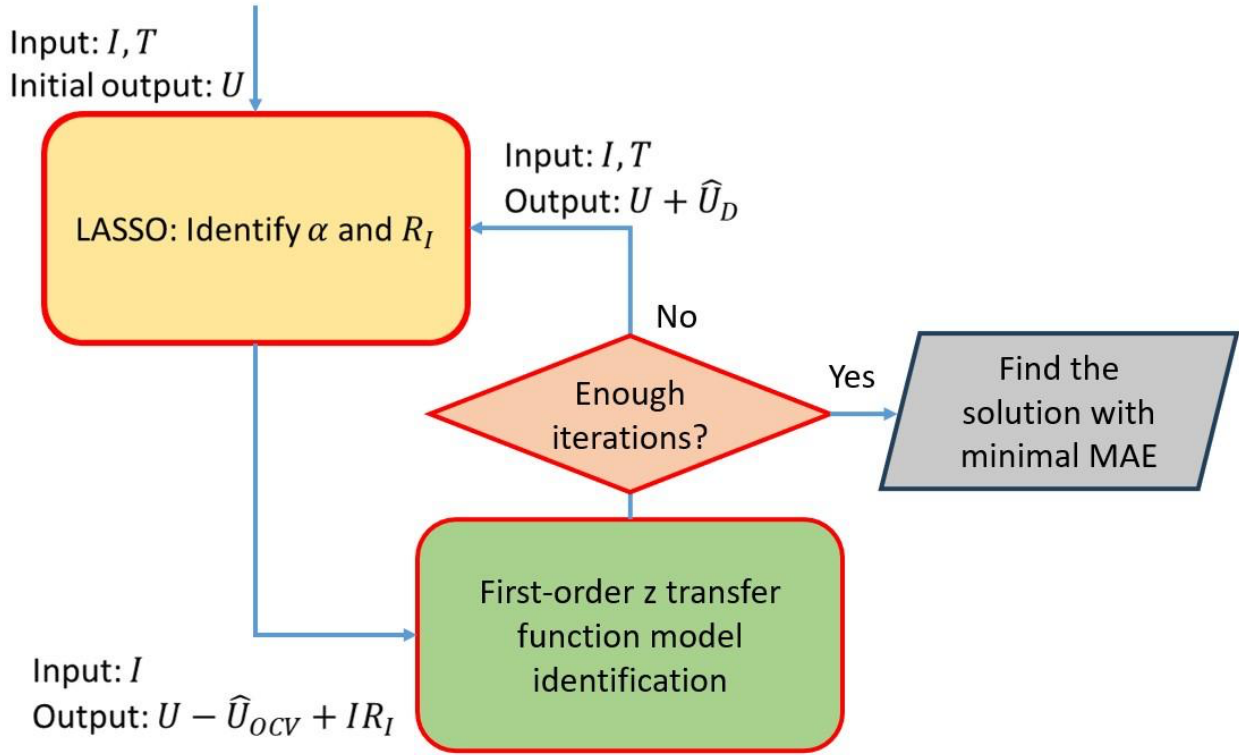 Input: I, T
Initial output: U
LASSO: Identify α and R_I
Input: I, T
Output: U + Û_D
No
Enough
iterations?
Yes
Find the
solution with
minimal MAE
First-order z transfer
function model
identification
Input: I
Output: U − Û_OCV + IR_I